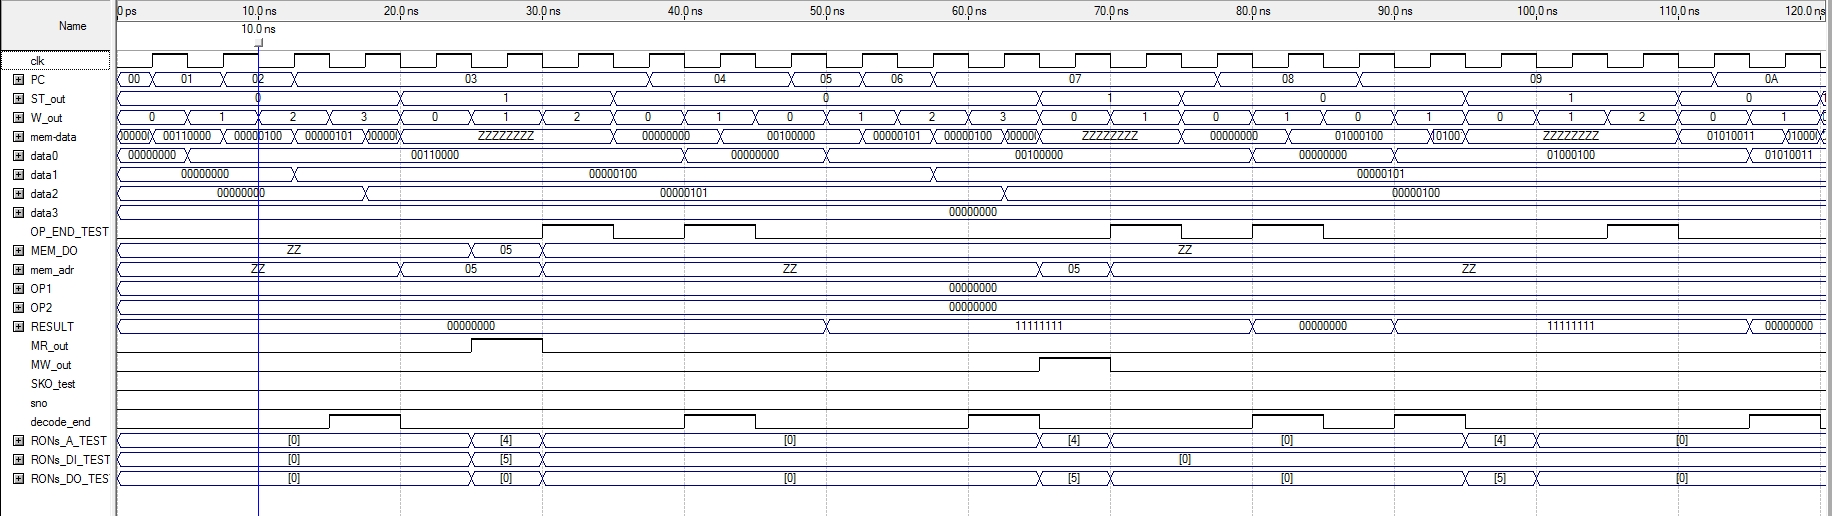 Name
0 ps 10.0 ns 20.0 ns 30.0 ns 40.0 ns 50.0 ns 60.0 ns 70.0 ns 80.0 ns 90.0 ns 100.0 ns 110.0 ns 120.0 ns
10.0 ns
clk
PC 00 01 02 03 04 05 06 07 08 09 0A
ST_out 0 1 0 1 0 1 0
W_out 0 1 2 3 0 1 2 0 1 0 1 2 3 0 1 0 1 0 1 0 1 2 0 1
mem-data 00110000 00000100 00000101 ZZZZZZZZ 00000000 00100000 00000101 00000100 ZZZZZZZZ 00000000 01000100 ZZZZZZZZ 01010011
data0 00000000 00110000 00000000 00100000 00000000 01000100 01010011
data1 00000000 00000100 00000101
data2 00000000 00000101 00000100
data3 00000000
OP_END_TEST
MEM_DO ZZ 05 ZZ
mem_adr ZZ 05 ZZ 05 ZZ
OP1 00000000
OP2 00000000
RESULT 00000000 11111111 00000000 11111111 00000000
MR_out
MW_out
SKO_test
sno
decode_end
RONs_A_TEST [0] [4] [0] [4] [0] [4] [0]
RONs_DI_TEST [0] [5] [0]
RONs_DO_TES [0] [0] [0] [5] [0] [5] [0]